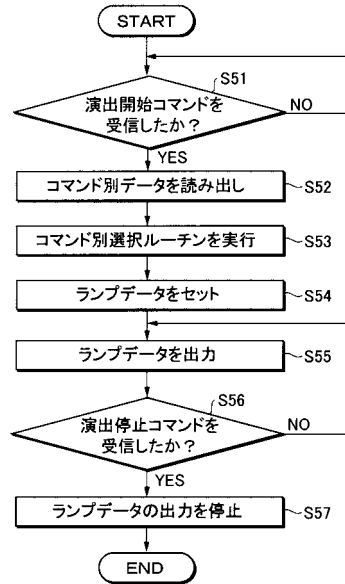 START
S51
演出開始コマンドを
受信したか？
NO
YES
コマンド別データを読み出し
S52
コマンド別選択ルーチンを実行
S53
ランプデータをセット
S54
ランプデータを出力
S55
S56
演出停止コマンドを
受信したか？
NO
YES
ランプデータの出力を停止
S57
END